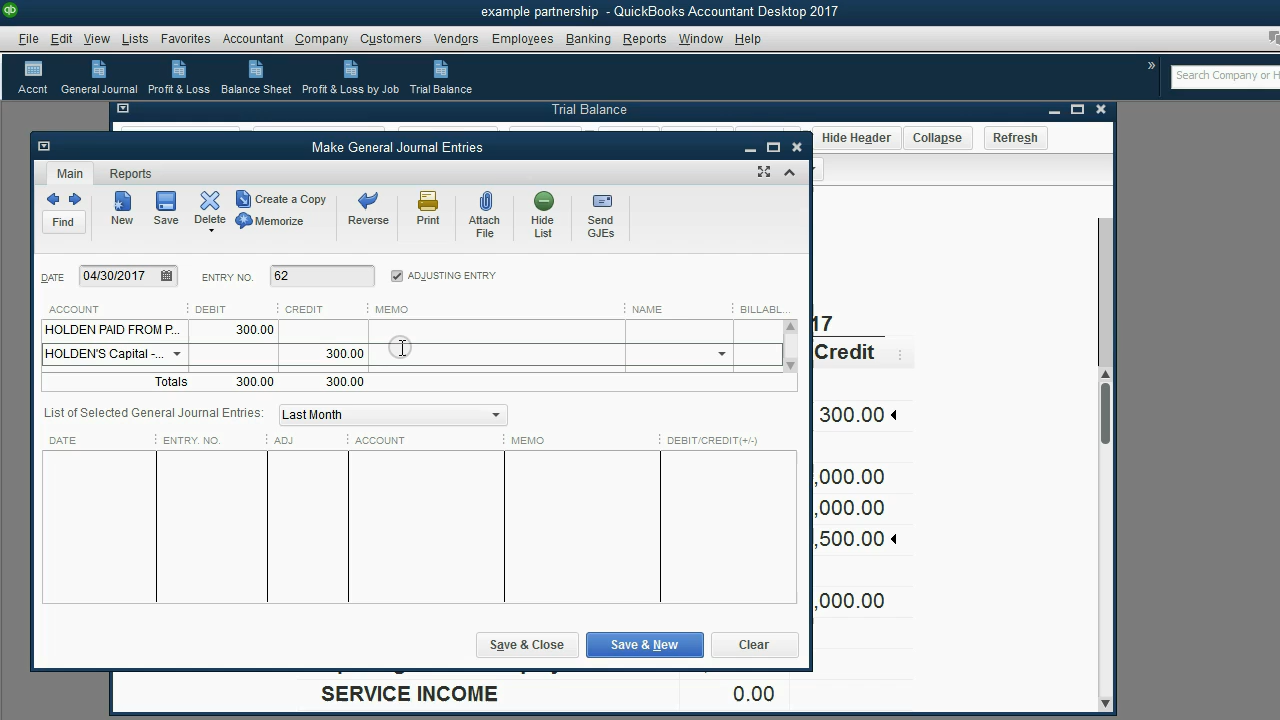 example partnership - QuickBooks Accountant Desktop 2017
File Edit View Lists Favorites Accountant Company Customers Vendors Employees Banking Reports Window Help
Accnt General Journal Profit & Loss Balance Sheet Profit & Loss by Job Trial Balance » Search Company or H
Trial Balance
Hide Header Collapse Refresh
Make General Journal Entries
Main Reports
Find New Save Delete Create a Copy Memorize Reverse Print Attach File Hide List Send GJEs
DATE 04/30/2017 ENTRY NO. 62 ADJUSTING ENTRY
ACCOUNT DEBIT CREDIT MEMO NAME BILLABL...
HOLDEN PAID FROM P... 300.00
HOLDEN'S Capital -... 300.00
Totals 300.00 300.00
List of Selected General Journal Entries: Last Month
DATE ENTRY. NO. ADJ ACCOUNT MEMO DEBIT/CREDIT(+/-)
Save & Close Save & New Clear
17
Credit
300.00
,000.00
,000.00
,500.00
,000.00
SERVICE INCOME 0.00